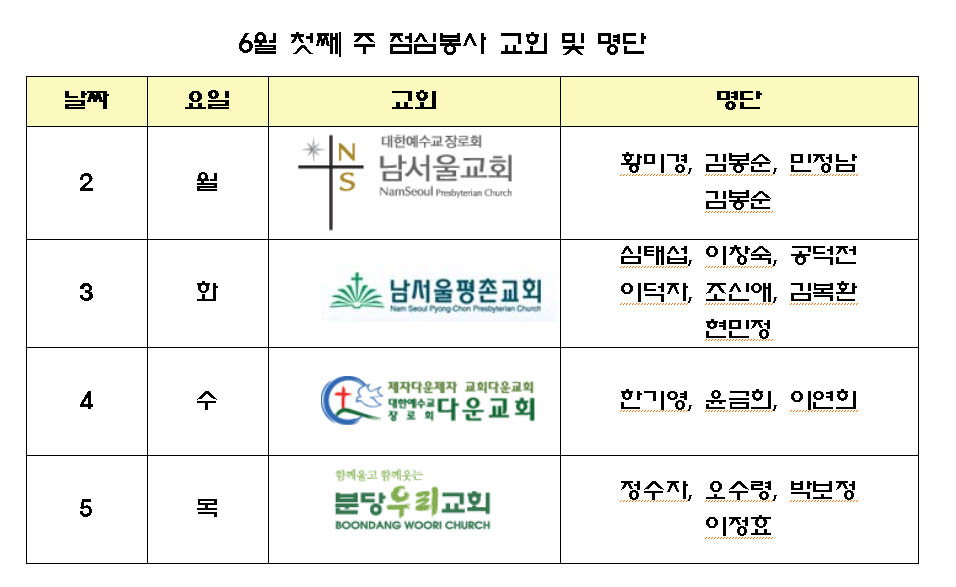 6월 첫째 주 점심봉사 교회 및 명단
날짜 요일 교회 명단
2 월
N S
대한예수교장로회
남서울교회
NamSeoul Presbyterian Church
황미경, 김봉순, 민정남
김봉순
3 화
남서울평촌교회
Nam Seoul Pyong-Chon Presbyterian Church
심태섭, 이창숙, 공덕전
이덕자, 조신애, 김복환
현민정
4 수
제자다운제자 교회다운교회
대한예수교
장로회
다운교회
한기영, 윤금희, 이연희
5 목
함께울고 함께웃는
분당우리교회
BOONDANG WOORI CHURCH
정수자, 오수령, 박보정
이정효